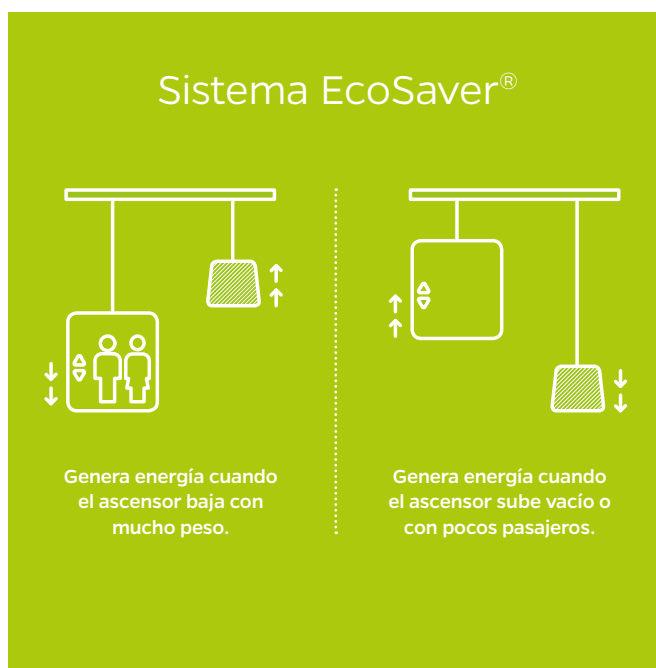 Sistema EcoSaver®
Genera energía cuando
el ascensor baja con
mucho peso.
Genera energía cuando
el ascensor sube vacío o
con pocos pasajeros.